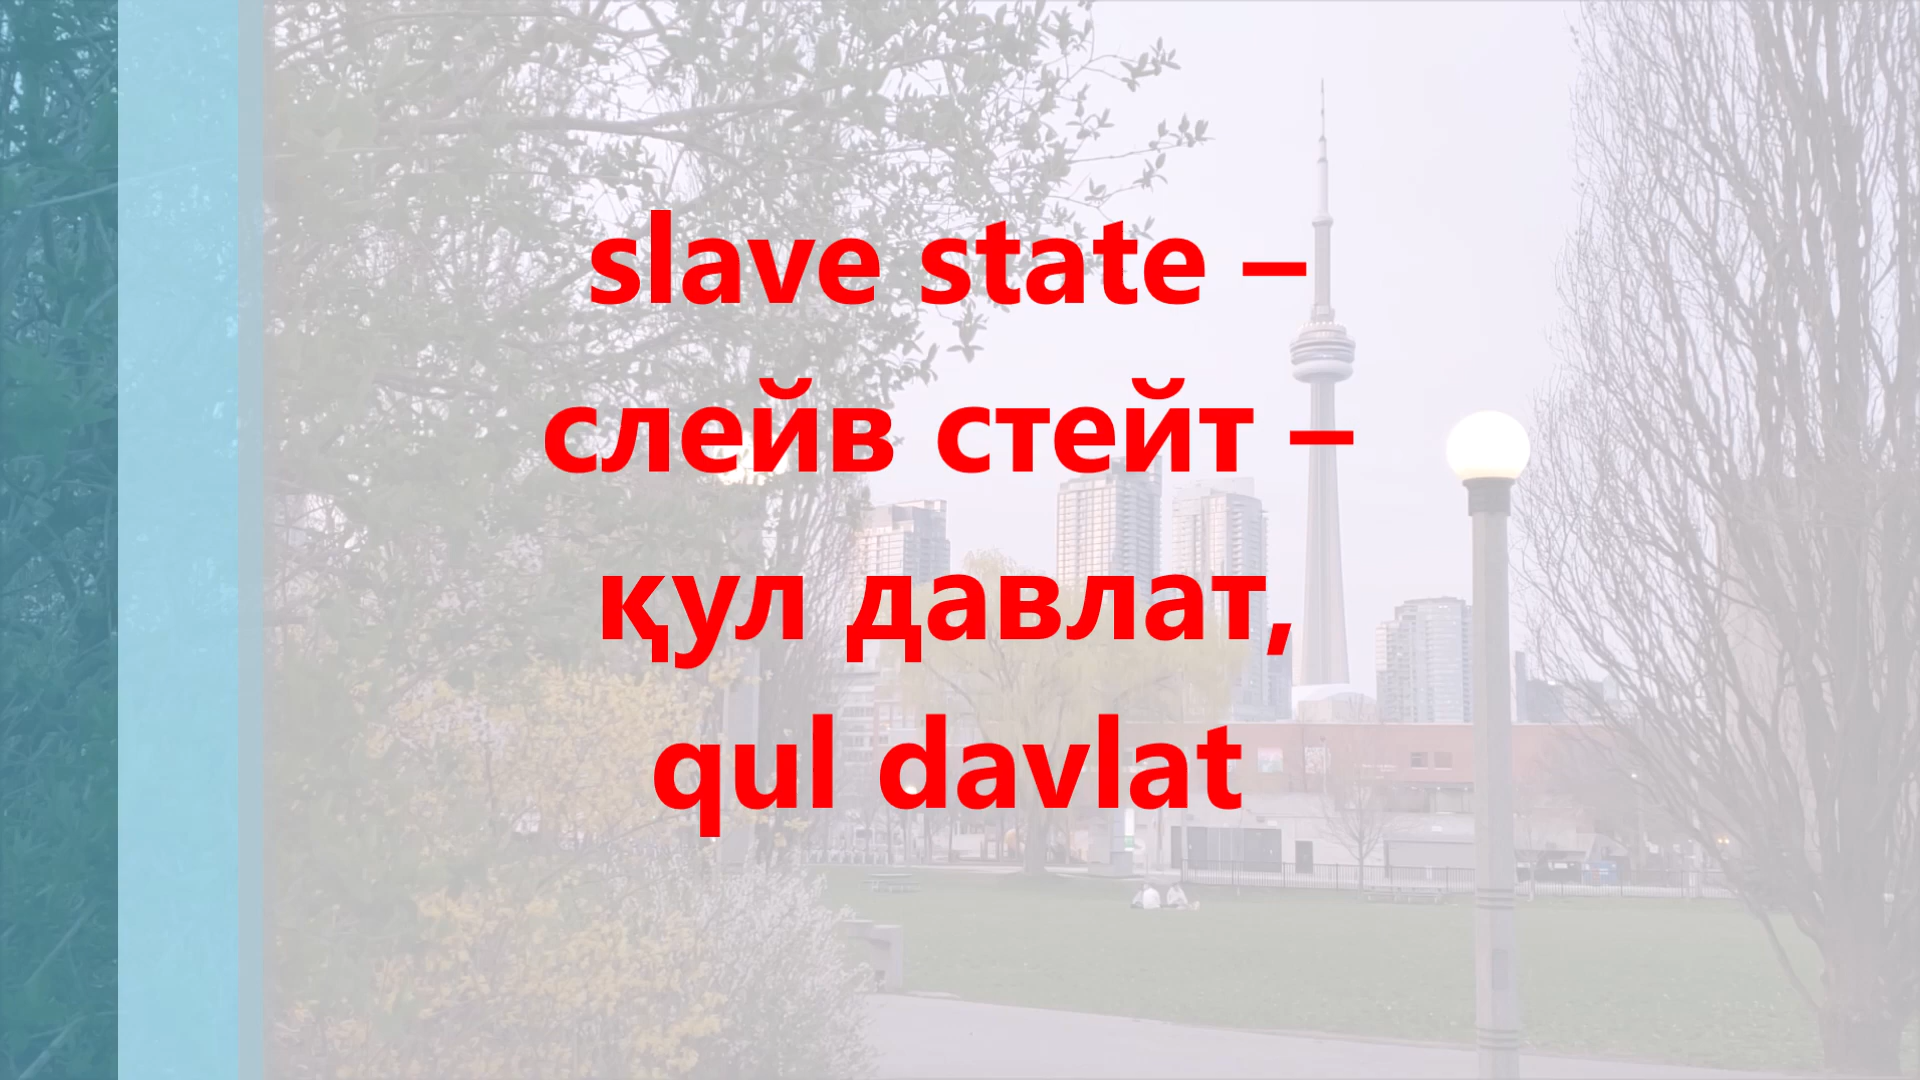 slave state –
слейв стейт –
қул давлат,
qul davlat